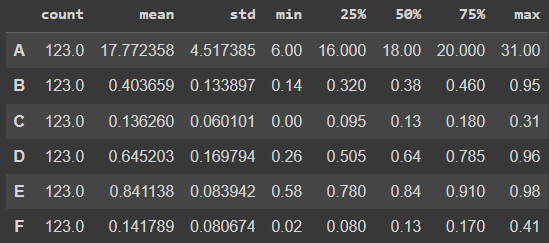 count mean std min 25% 50% 75% max
A 123.0 17.772358 4.517385 6.00 16.000 18.00 20.000 31.00
B 123.0 0.403659 0.133897 0.14 0.320 0.38 0.460 0.95
C 123.0 0.136260 0.060101 0.00 0.095 0.13 0.180 0.31
D 123.0 0.645203 0.169794 0.26 0.505 0.64 0.785 0.96
E 123.0 0.841138 0.083942 0.58 0.780 0.84 0.910 0.98
F 123.0 0.141789 0.080674 0.02 0.080 0.13 0.170 0.41